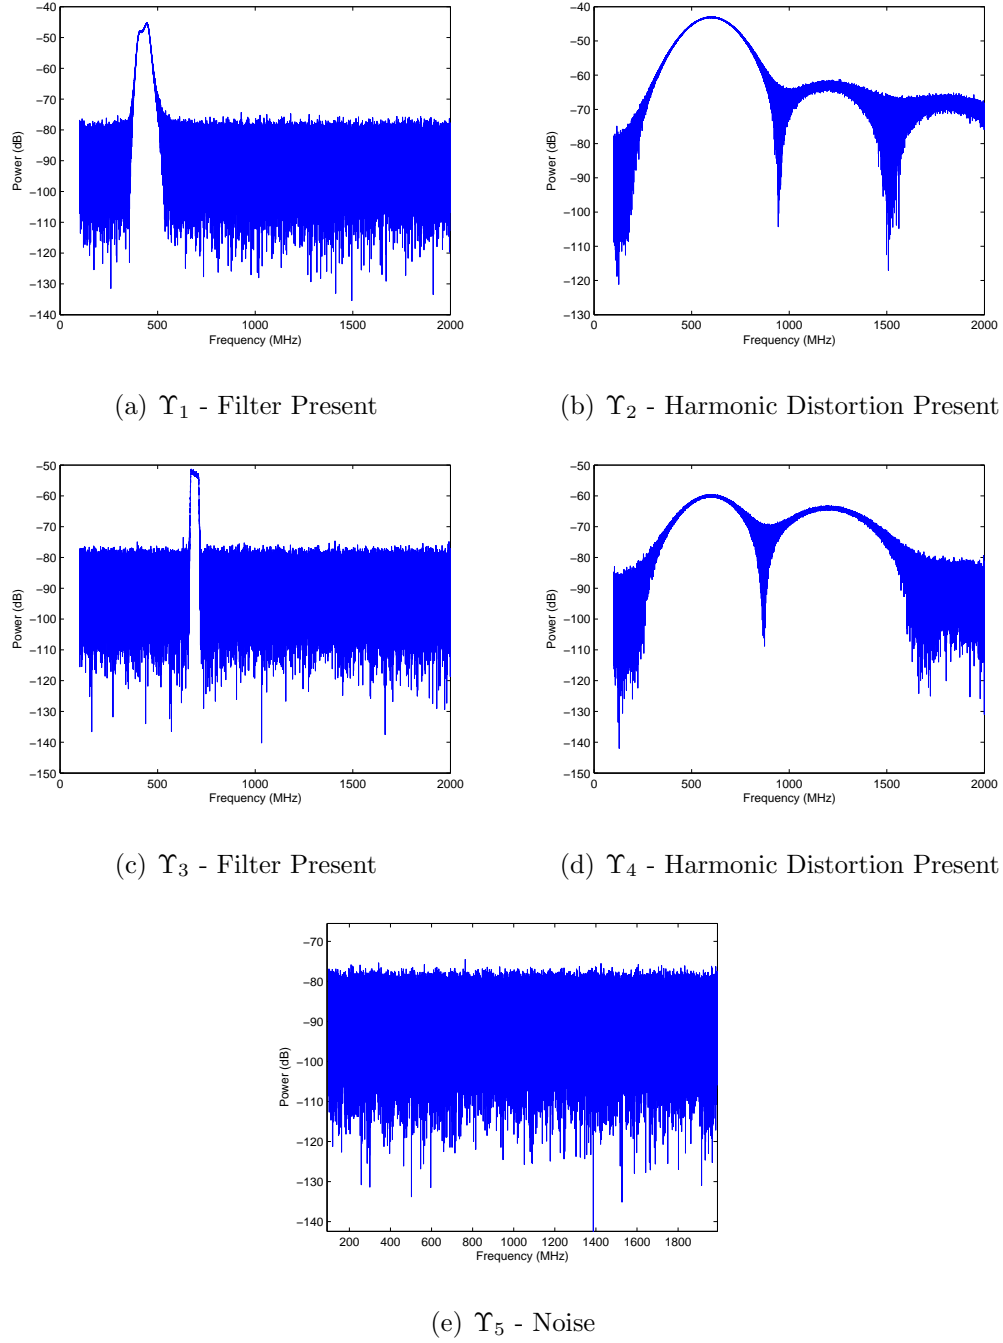 −40
−50
−60
−70
−80
−90
−100
−110
−120
−130
−140
Power (dB)
0 500 1000 1500 2000
Frequency (MHz)
(a) ϒ1 - Filter Present
−40
−50
−60
−70
−80
−90
−100
−110
−120
−130
Power (dB)
0 500 1000 1500 2000
Frequency (MHz)
(b) ϒ2 - Harmonic Distortion Present
−50
−60
−70
−80
−90
−100
−110
−120
−130
−140
−150
Power (dB)
0 500 1000 1500 2000
Frequency (MHz)
(c) ϒ3 - Filter Present
−50
−60
−70
−80
−90
−100
−110
−120
−130
−140
−150
Power (dB)
0 500 1000 1500 2000
Frequency (MHz)
(d) ϒ4 - Harmonic Distortion Present
−70
−80
−90
−100
−110
−120
−130
−140
Power (dB)
200 400 600 800 1000 1200 1400 1600 1800
Frequency (MHz)
(e) ϒ5 - Noise